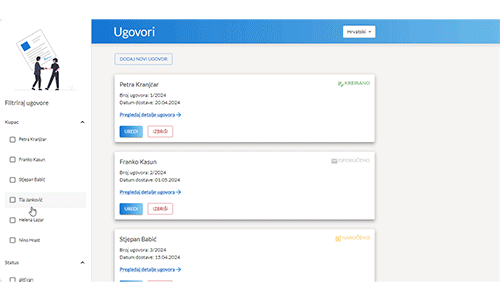 Ugovori
Hrvatski
Filtriraj ugovore
Kupac
Petra Kranjčar
Franko Kasun
Stjepan Babić
Tia Janković
Helena Lazar
Nino Hrast
Status
DODAJ NOVI UGOVOR
Petra Kranjčar
KREIRANO
Broj ugovora: 1/2024
Datum dostave: 20.04.2024
Pregledaj detalje ugovora →
UREDI
IZBRIŠI
Franko Kasun
ISPORUČENO
Broj ugovora: 2/2024
Datum dostave: 01.03.2024
Pregledaj detalje ugovora →
UREDI
IZBRIŠI
Stjepan Babić
NARUČENO
Broj ugovora: 3/2024
Datum dostave: 15.04.2024
Pregledaj detalje ugovora →